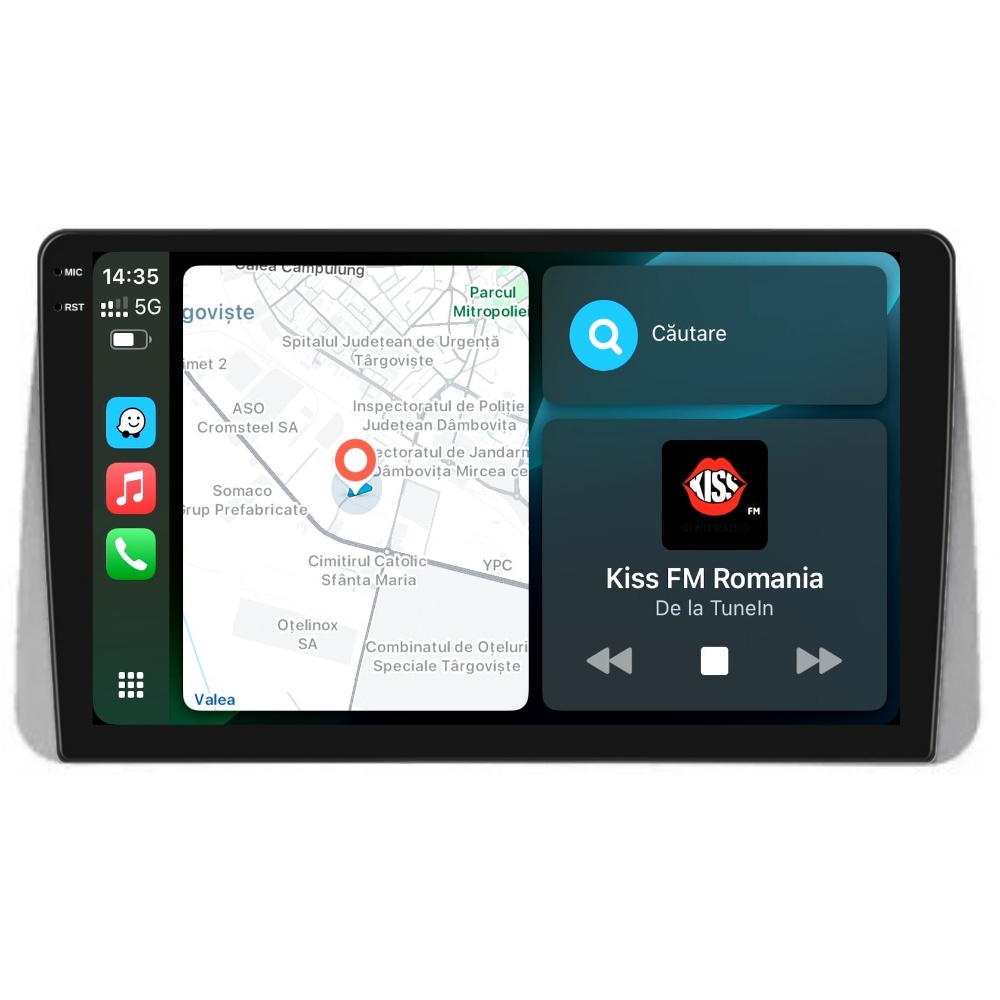 MIC
RST
14:35
5G
Calea Câmpulung
Parcul
Mitropoliei
goviște
Spitalul Județean de Urgență
Târgoviște
imet 2
ASO
Cromsteel SA
Inspectoratul de Poliție
Județean Dâmbovița
ectoratul de Jandarm
Dâmbovița Mircea ce
Somaco
Grup Prefabricate
Cimitirul Catolic
Sfânta Maria
YPC
Oțelinox
SA
Combinatul de Oțeluri
Speciale Târgoviște
Valea
Căutare
KISS
FM
Kiss FM Romania
De la TuneIn